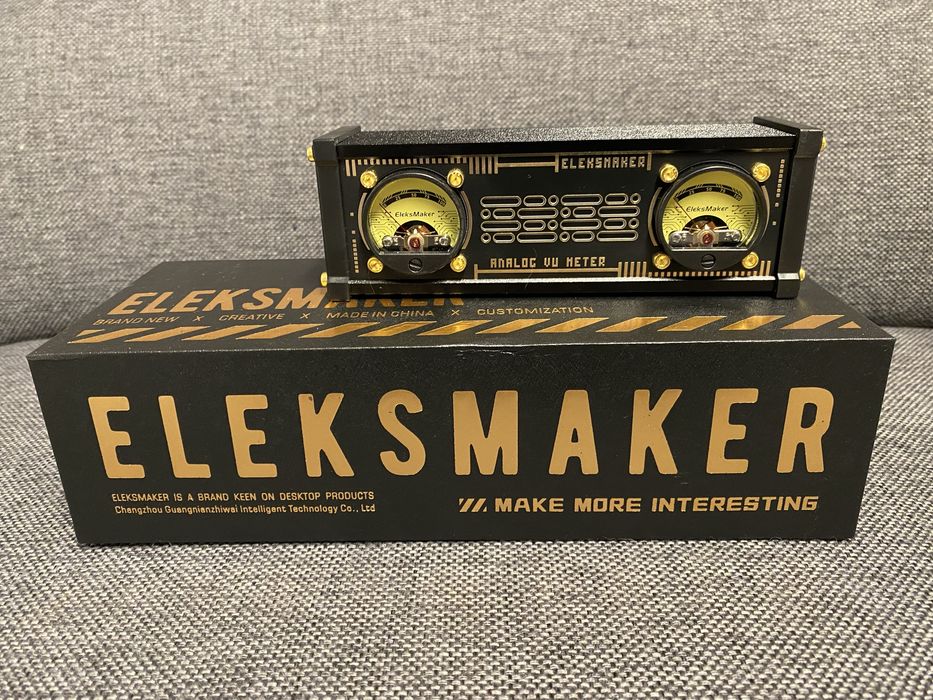 ELEKSMAKER
EleksMaker
EleksMaker
ANALOG VU METER
ELEKSMAKER
BRAND NEW X CREATIVE X MADE IN CHINA X CUSTOMIZATION
ELEKSMAKER
ELEKSMAKER IS A BRAND KEEN ON DESKTOP PRODUCTS
Changzhou Guangnianzhiwai Intelligent Technology Co., Ltd
MAKE MORE INTERESTING